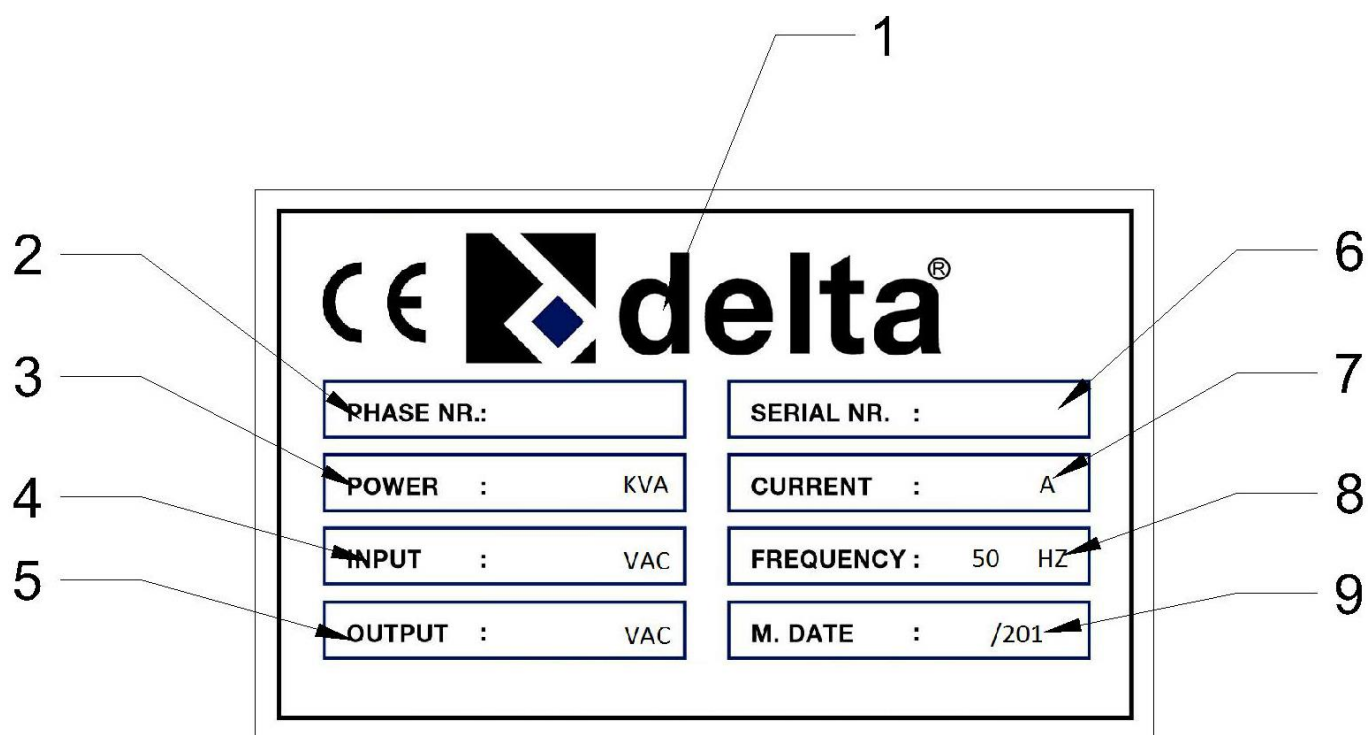 1
CE delta®
2
6
PHASE NR.:
SERIAL NR. :
3
7
POWER : KVA
CURRENT : A
4
8
INPUT : VAC
FREQUENCY : 50 HZ
5
9
OUTPUT : VAC
M. DATE : /201